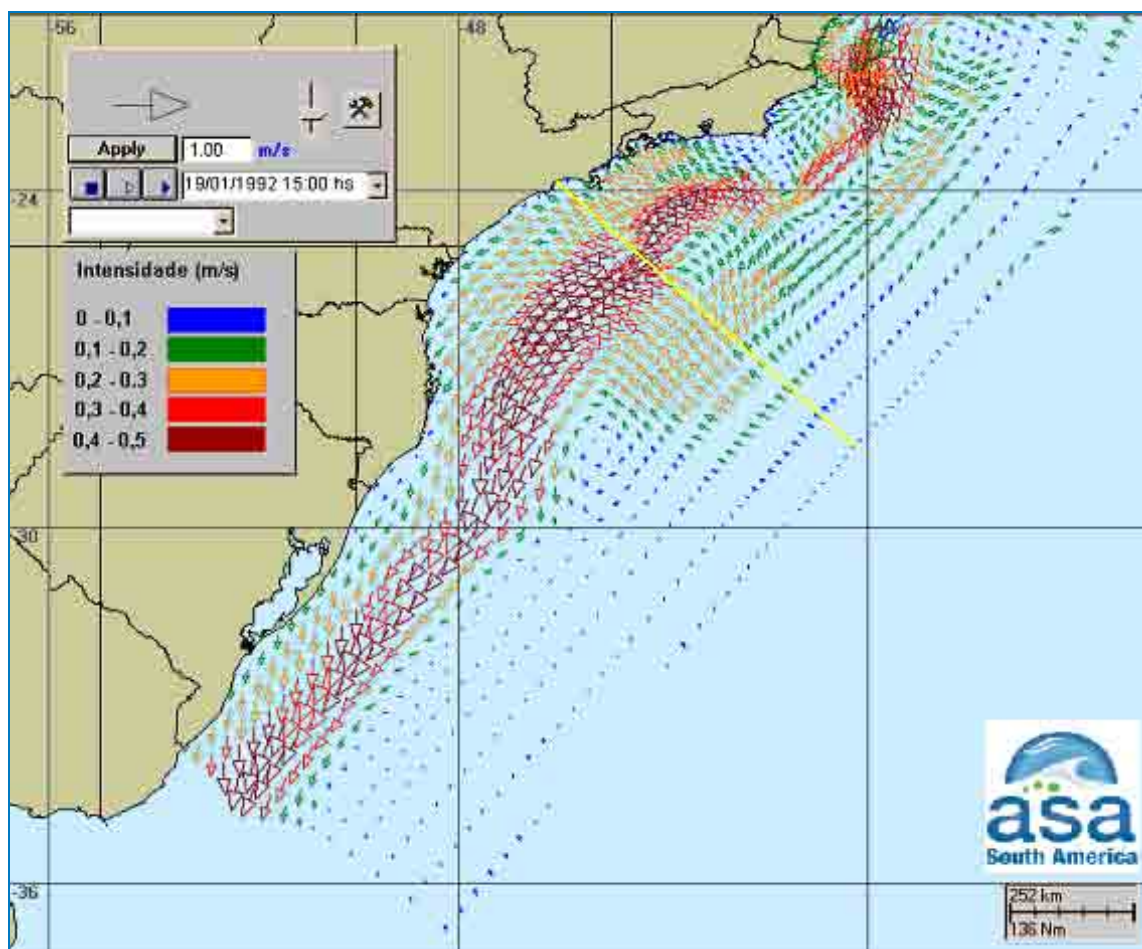 -56
-48
-40
Apply 1.00 m/s
19/01/1992 15:00 hs
-24
Intensidade (m/s)
0 - 0,1
0,1 - 0,2
0,2 - 0.3
0,3 - 0,4
0,4 - 0,5
-30
-36
asa
South America
252 km
136 Nm